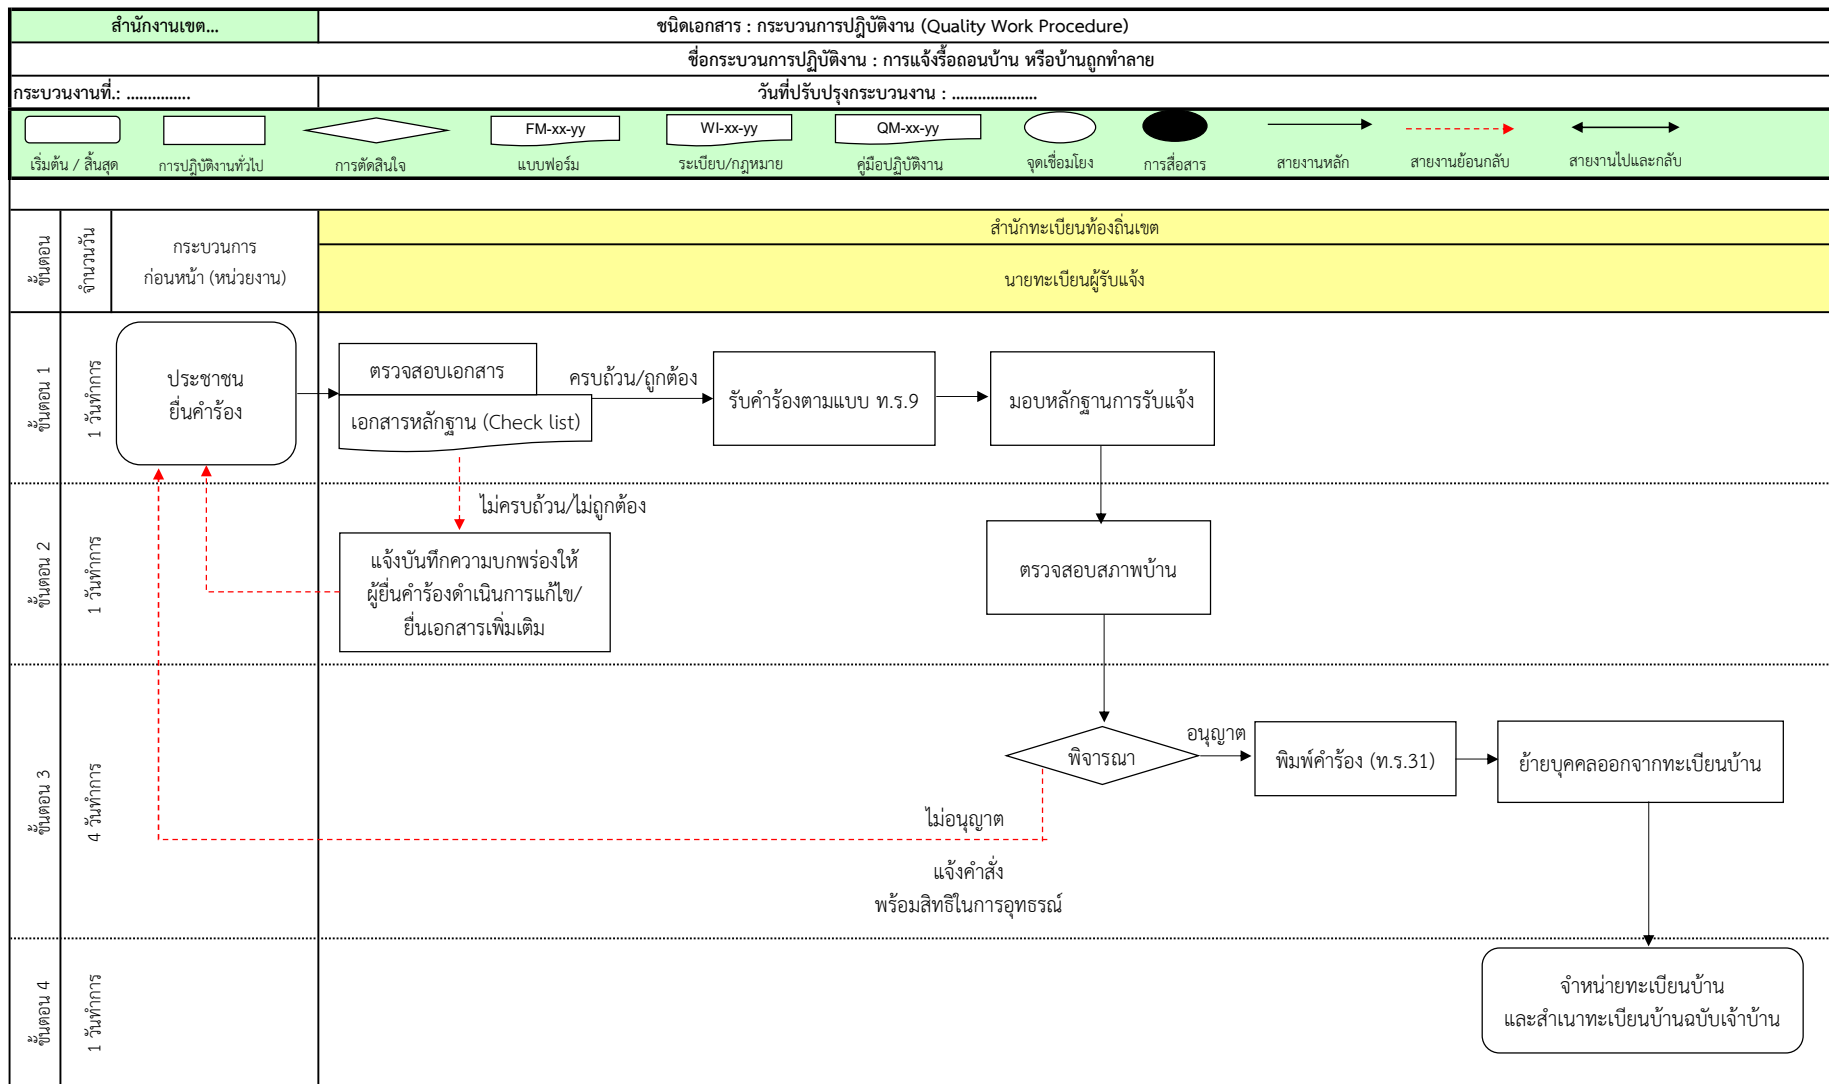 สำนักงานเขต...
ชนิดเอกสาร : กระบวนการปฎิบัติงาน (Quality Work Procedure)
ชื่อกระบวนการปฏิบัติงาน : การแจ้งรื้อถอนบ้าน หรือบ้านถูกทำลาย
กระบวนงานที่.: ...............
วันที่ปรับปรุงกระบวนงาน : ....................
FM-xx-yy
WI-xx-yy
QM-xx-yy
เริ่มต้น / สิ้นสุด
การปฏิบัติงานทั่วไป
การตัดสินใจ
แบบฟอร์ม
ระเบียบ/กฎหมาย
คู่มือปฏิบัติงาน
จุดเชื่อมโยง
การสื่อสาร
สายงานหลัก
สายงานย้อนกลับ
สายงานไปและกลับ
ขั้นตอน
จำนวนวัน
กระบวนการ
ก่อนหน้า (หน่วยงาน)
สำนักทะเบียนท้องถิ่นเขต
นายทะเบียนผู้รับแจ้ง
ขั้นตอน 1
1 วันทำการ
ประชาชน
ยื่นคำร้อง
ตรวจสอบเอกสาร
เอกสารหลักฐาน (Check list)
ครบถ้วน/ถูกต้อง
รับคำร้องตามแบบ ท.ร.9
มอบหลักฐานการรับแจ้ง
ไม่ครบถ้วน/ไม่ถูกต้อง
ขั้นตอน 2
1 วันทำการ
แจ้งบันทึกความบกพร่องให้
ผู้ยื่นคำร้องดำเนินการแก้ไข/
ยื่นเอกสารเพิ่มเติม
ตรวจสอบสภาพบ้าน
ขั้นตอน 3
4 วันทำการ
พิจารณา
อนุญาต
พิมพ์คำร้อง (ท.ร.31)
ย้ายบุคคลออกจากทะเบียนบ้าน
ไม่อนุญาต
แจ้งคำสั่ง
พร้อมสิทธิในการอุทธรณ์
ขั้นตอน 4
1 วันทำการ
จำหน่ายทะเบียนบ้าน
และสำเนาทะเบียนบ้านฉบับเจ้าบ้าน